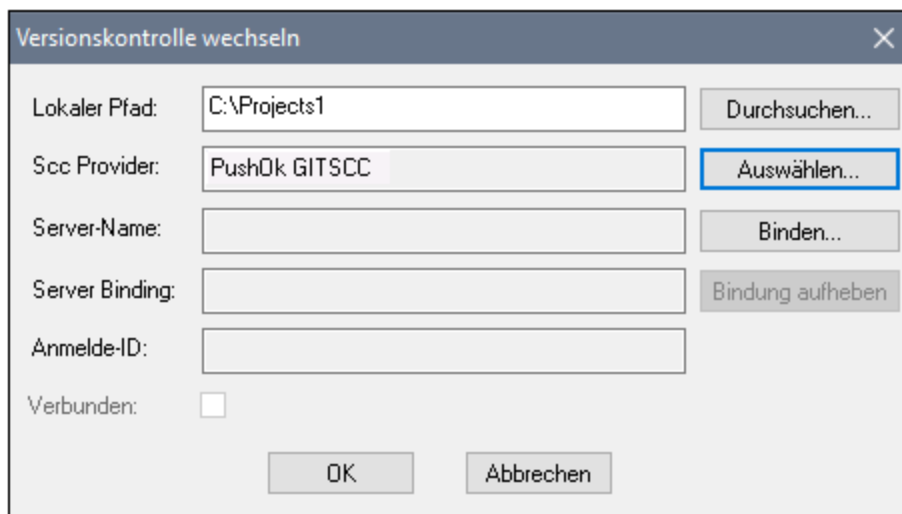 Versionskontrolle wechseln
Lokaler Pfad: C:\Projects1 Durchsuchen...
Scc Provider: PushOk GITSCC Auswählen...
Server-Name: Binden...
Server Binding: Bindung aufheben
Anmelde-ID:
Verbunden:
OK Abbrechen